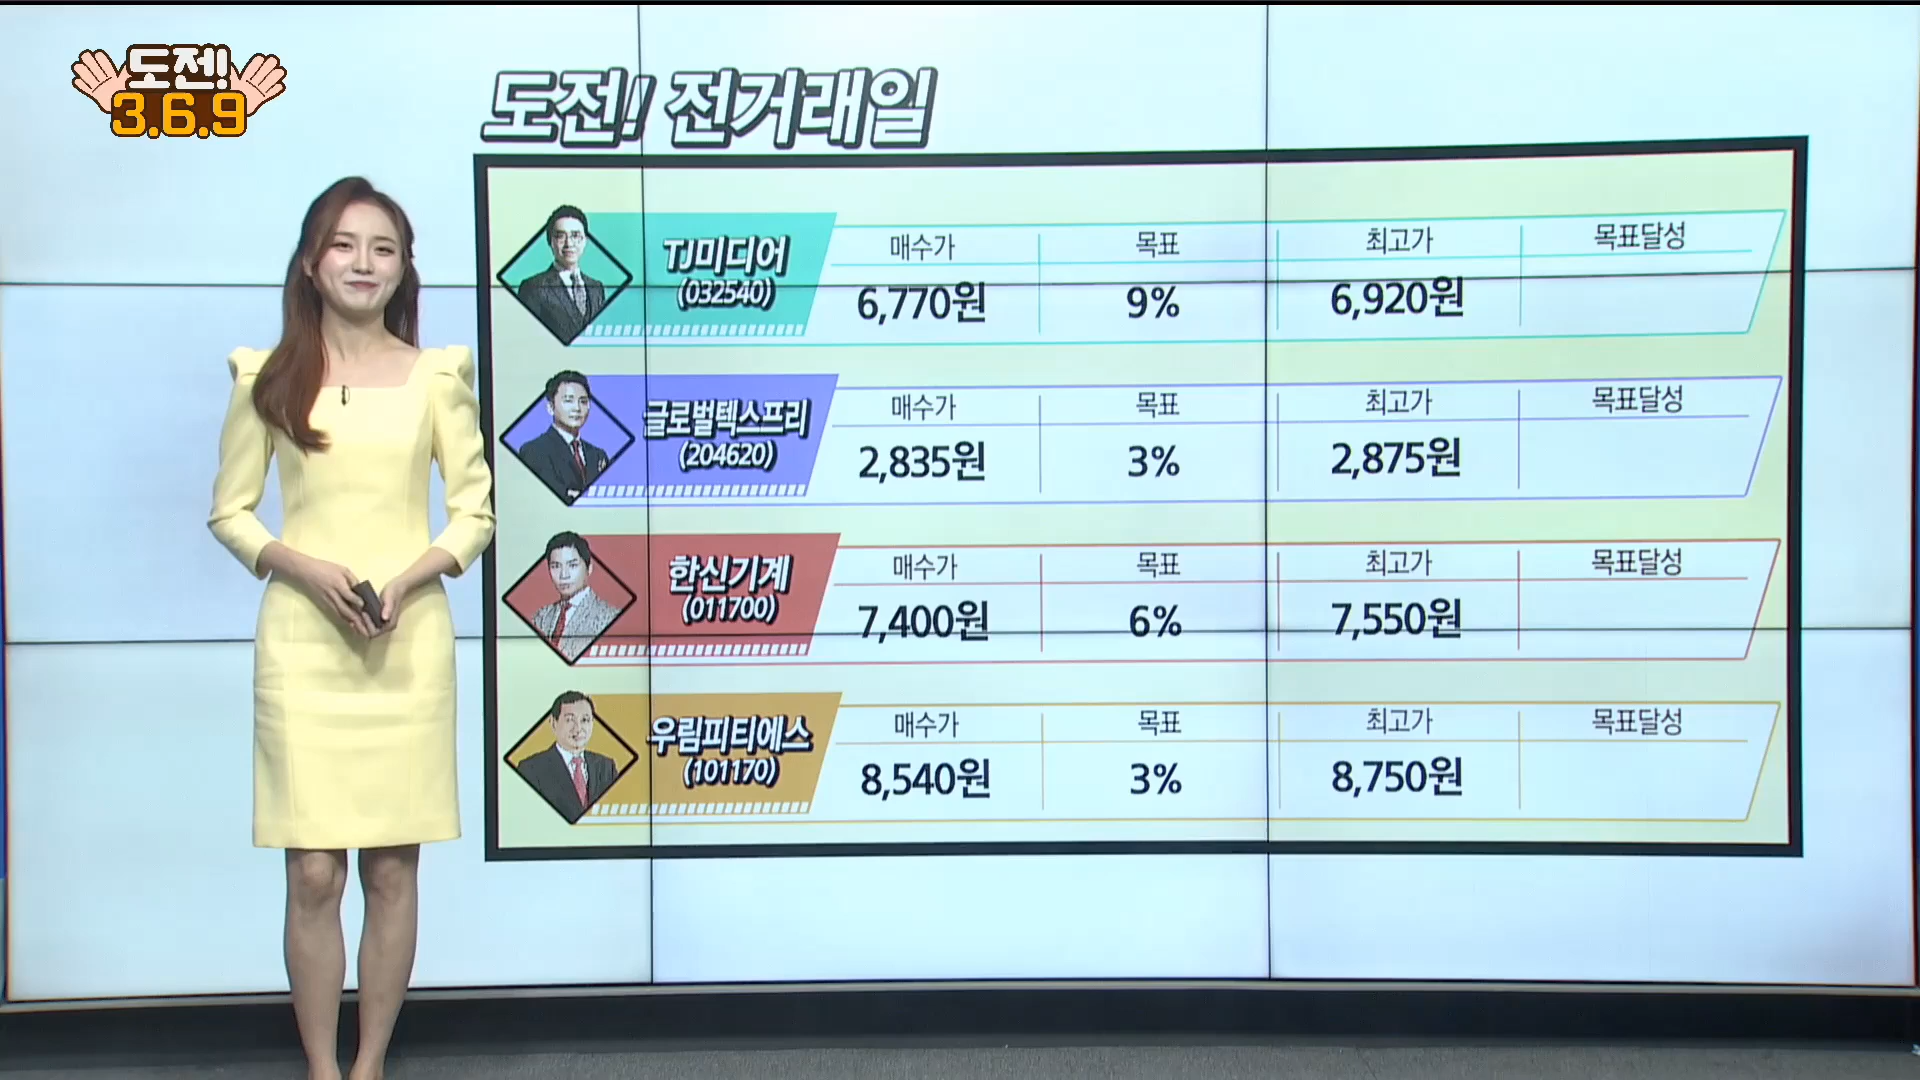 도전!
3.6.9
도전! 전거래일
TJ미디어
(032540)
매수가 목표 최고가 목표달성
6,770원 9% 6,920원
글로벌텍스프리
(204620)
매수가 목표 최고가 목표달성
2,835원 3% 2,875원
한신기계
(011700)
매수가 목표 최고가 목표달성
7,400원 6% 7,550원
우림피티에스
(101170)
매수가 목표 최고가 목표달성
8,540원 3% 8,750원